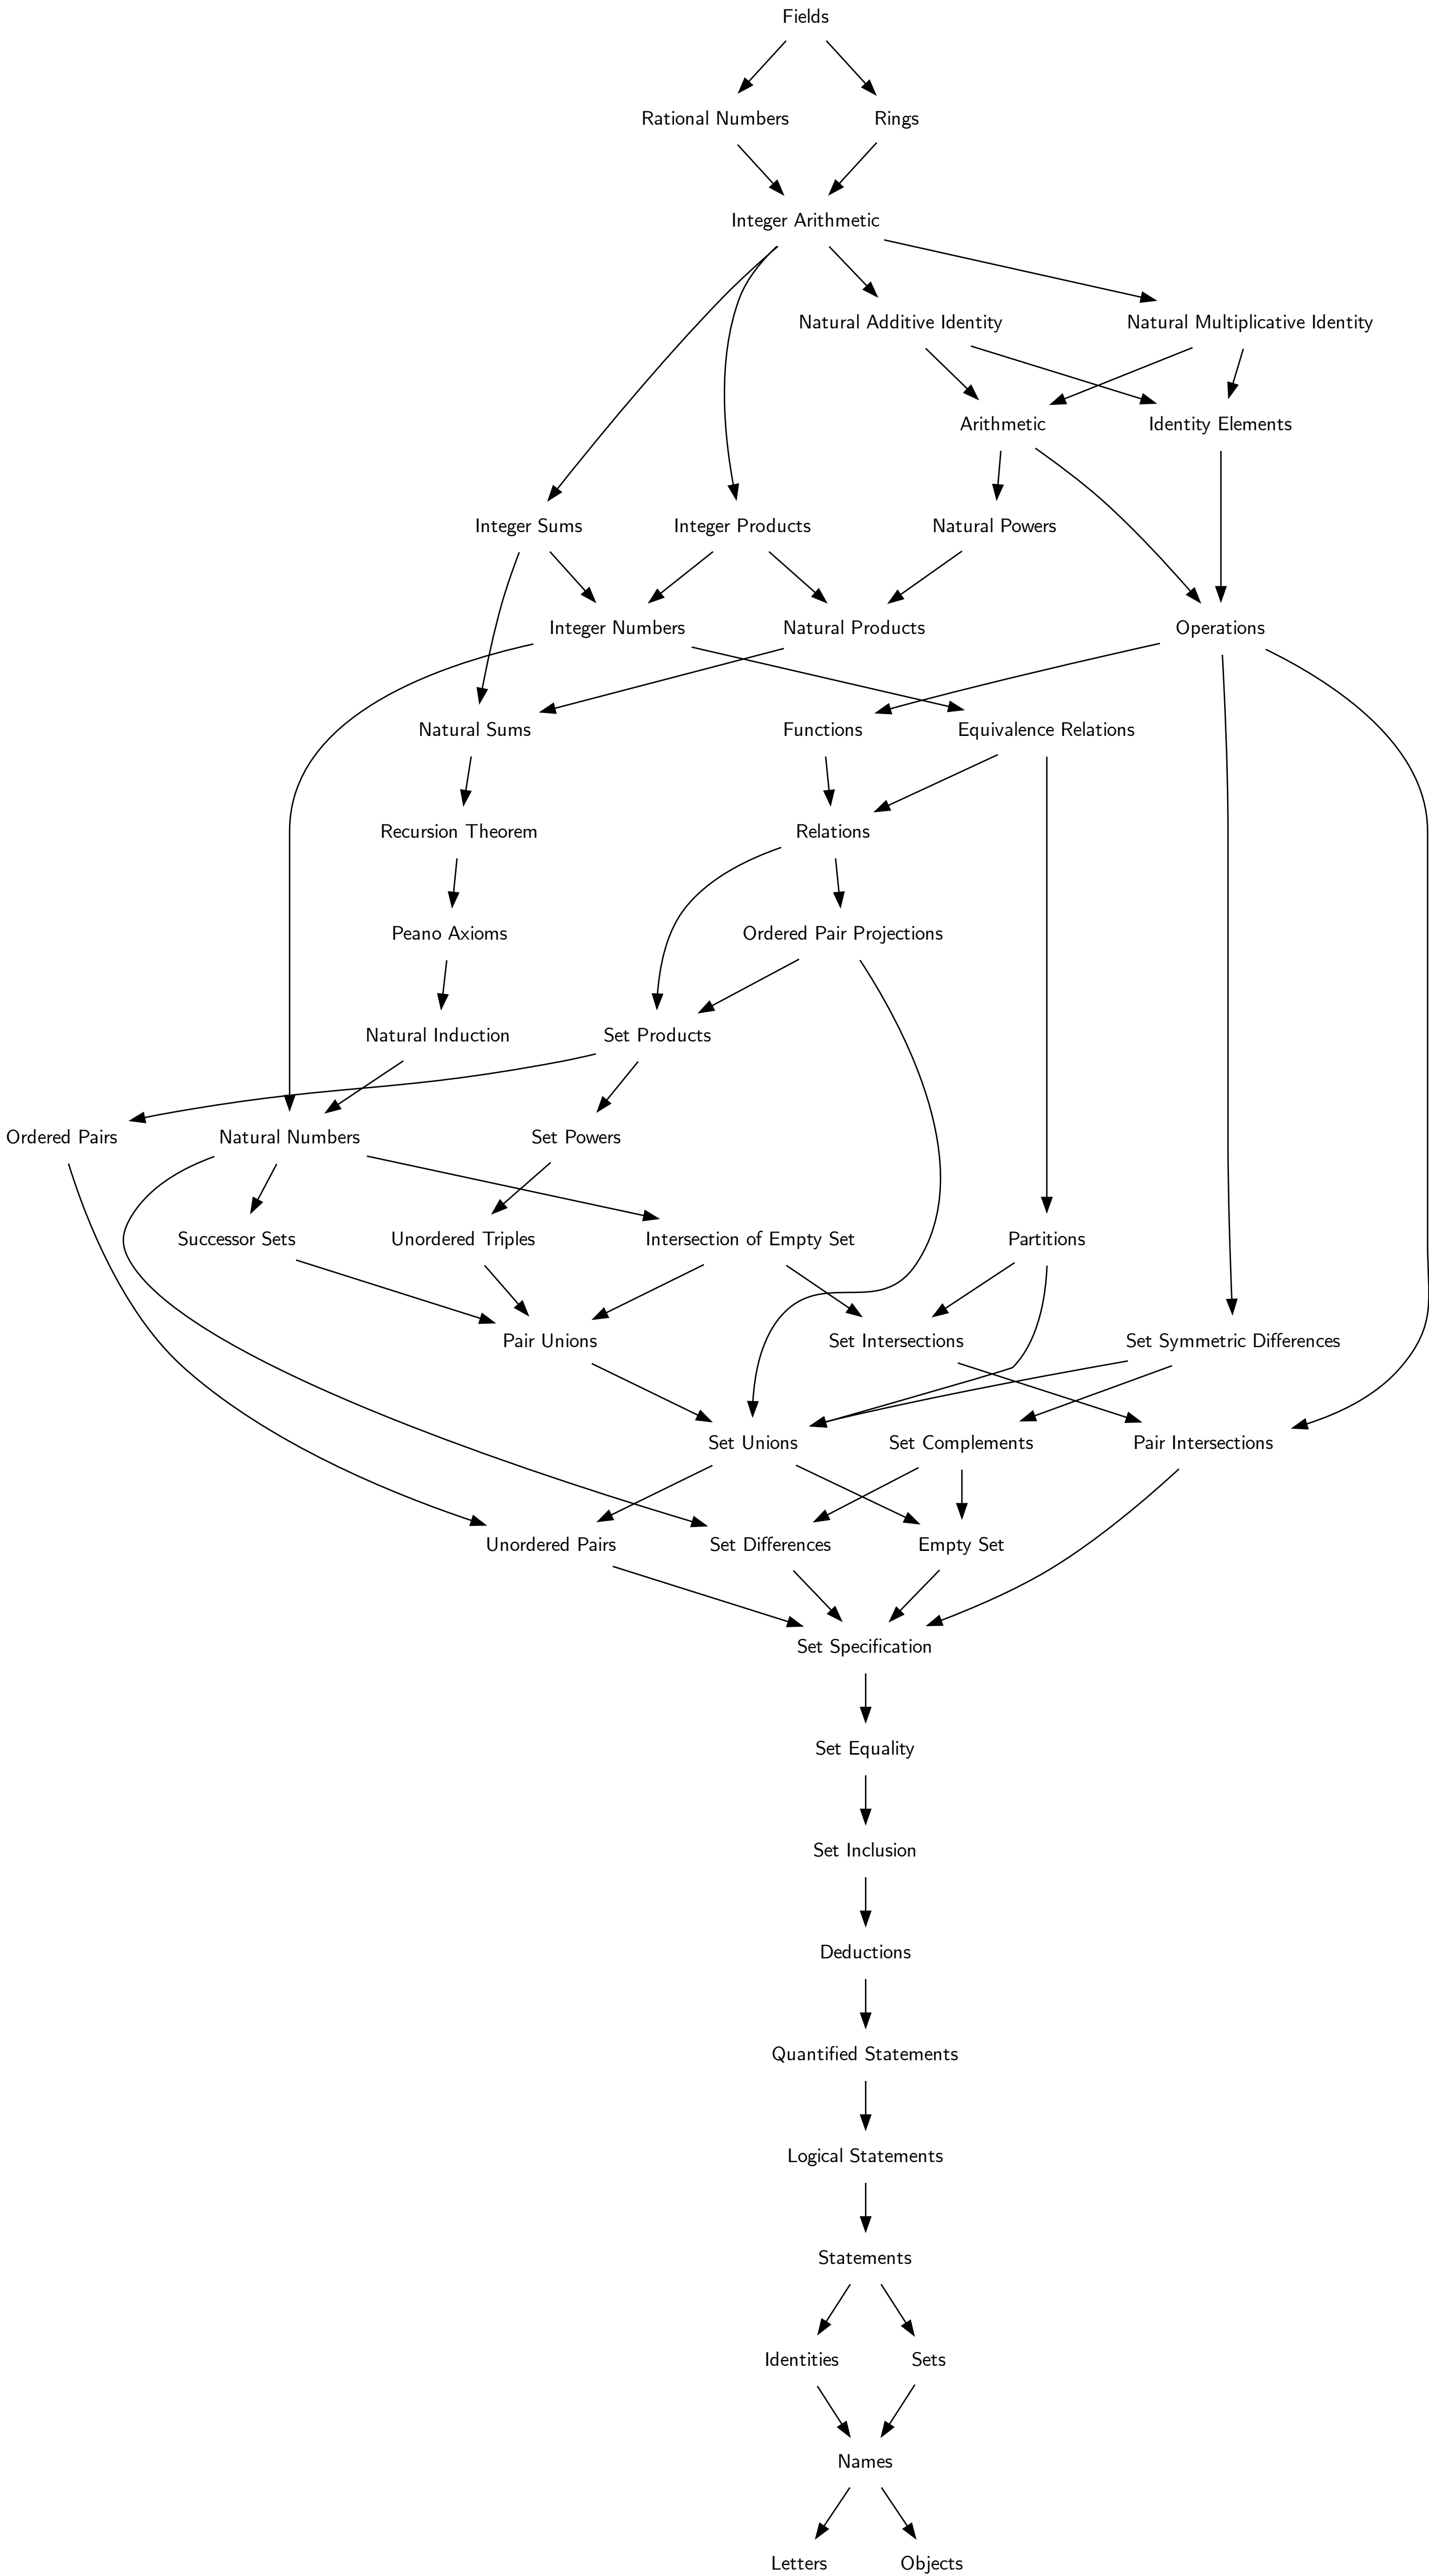 Fields
Rational Numbers
Rings
Integer Arithmetic
Natural Additive Identity
Natural Multiplicative Identity
Arithmetic
Identity Elements
Integer Sums
Integer Products
Natural Powers
Integer Numbers
Natural Products
Operations
Natural Sums
Functions
Equivalence Relations
Recursion Theorem
Relations
Peano Axioms
Ordered Pair Projections
Natural Induction
Set Products
Ordered Pairs
Natural Numbers
Set Powers
Successor Sets
Unordered Triples
Intersection of Empty Set
Partitions
Pair Unions
Set Intersections
Set Symmetric Differences
Set Unions
Set Complements
Pair Intersections
Unordered Pairs
Set Differences
Empty Set
Set Specification
Set Equality
Set Inclusion
Deductions
Quantified Statements
Logical Statements
Statements
Identities
Sets
Names
Letters
Objects